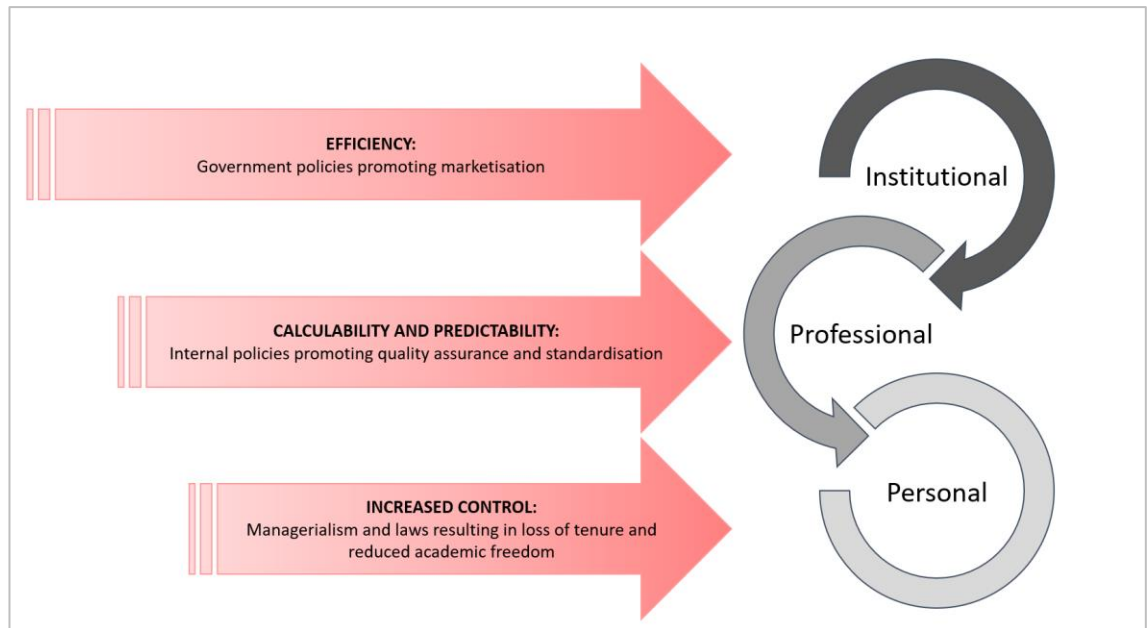 EFFICIENCY:
Government policies promoting marketisation
Institutional
CALCULABILITY AND PREDICTABILITY:
Internal policies promoting quality assurance and standardisation
Professional
INCREASED CONTROL:
Managerialism and laws resulting in loss of tenure and
reduced academic freedom
Personal